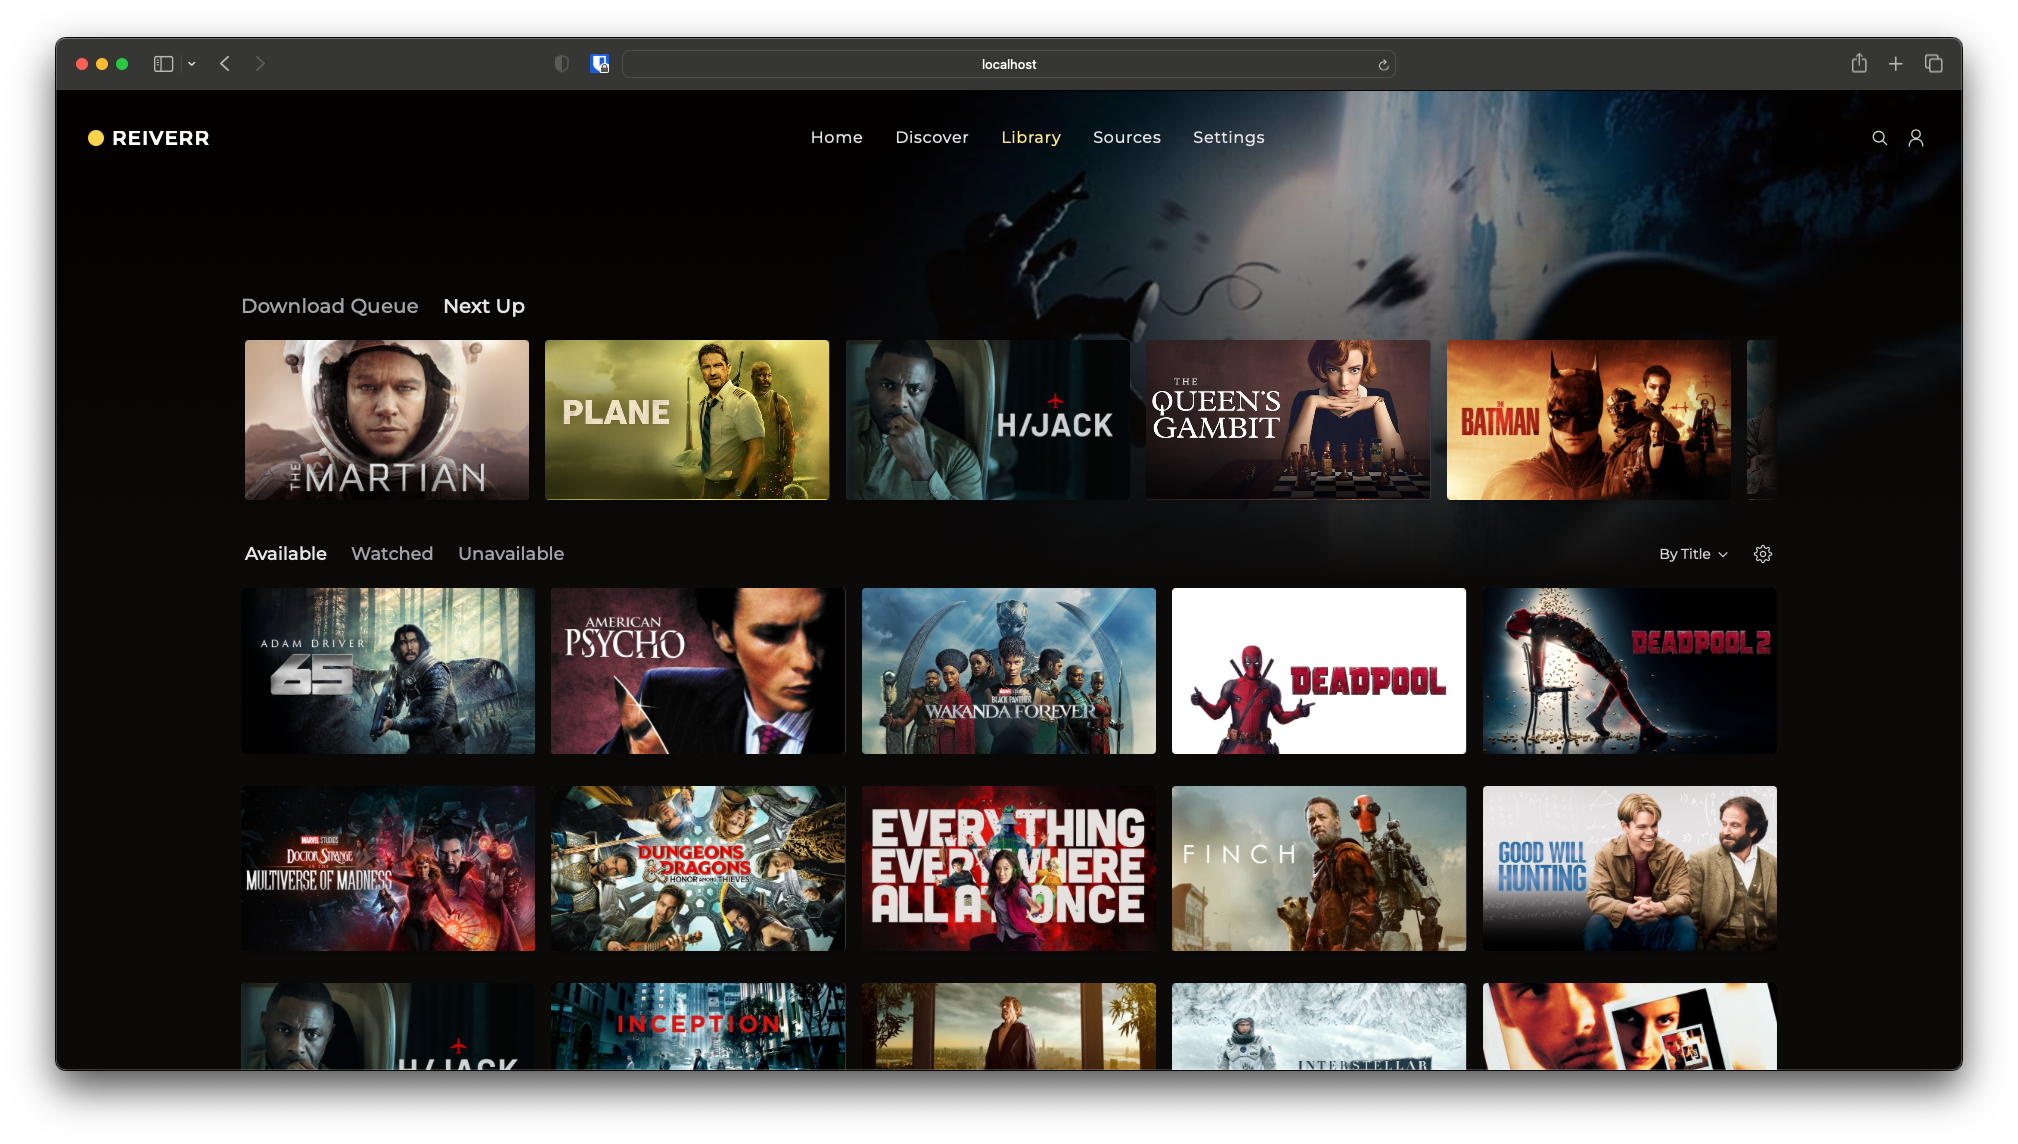 localhost
REIVERR
Home Discover Library Sources Settings
Download Queue Next Up
THE MARTIAN
PLANE
H/JACK
THE
QUEEN'S
GAMBIT
THE
BATMAN
Available Watched Unavailable
By Title
ADAM DRIVER
65
AMERICAN
PSYCHO
BLACK PANTHER
WAKANDA FOREVER
DEADPOOL
DEADPOOL 2
MARVEL STUDIOS
DOCTOR STRANGE
IN THE
MULTIVERSE OF MADNESS
DUNGEONS
& DRAGONS
HONOR AMONG THIEVES
EVERYTHING
EVERYWHERE
ALL AT ONCE
FINCH
GOOD WILL
HUNTING
H/JACK
INCEPTION
INTERSTELLAR